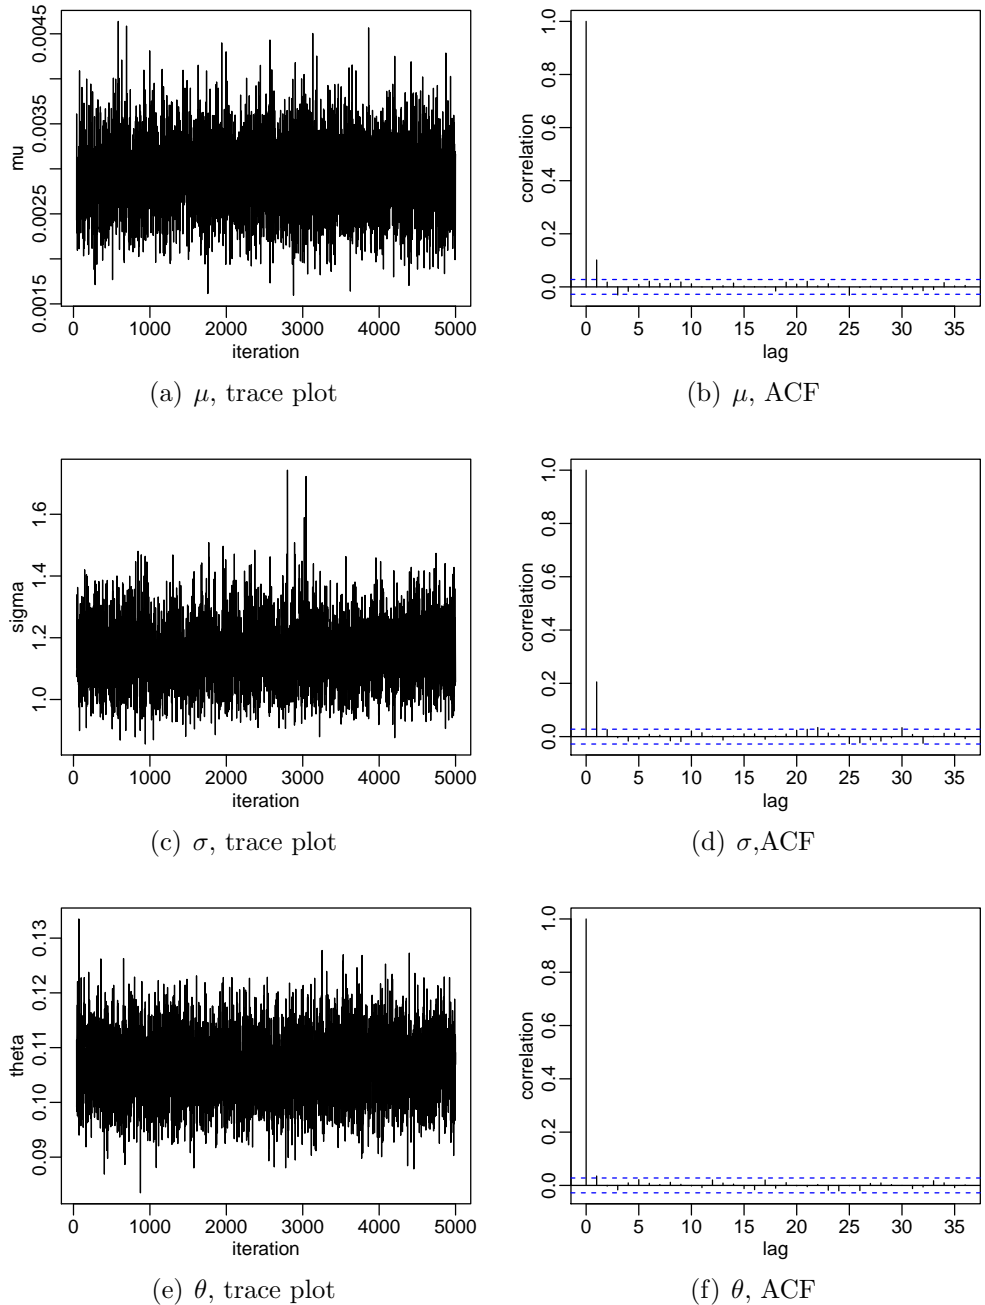 0.0015 0.0025 0.0035 0.0045
mu
0 1000 2000 3000 4000 5000
iteration
(a) μ, trace plot
0.0 0.2 0.4 0.6 0.8 1.0
correlation
0 5 10 15 20 25 30 35
lag
(b) μ, ACF
1.0 1.2 1.4 1.6
sigma
0 1000 2000 3000 4000 5000
iteration
(c) σ, trace plot
0.0 0.2 0.4 0.6 0.8 1.0
correlation
0 5 10 15 20 25 30 35
lag
(d) σ,ACF
0.09 0.10 0.11 0.12 0.13
theta
0 1000 2000 3000 4000 5000
iteration
(e) θ, trace plot
0.0 0.2 0.4 0.6 0.8 1.0
correlation
0 5 10 15 20 25 30 35
lag
(f) θ, ACF